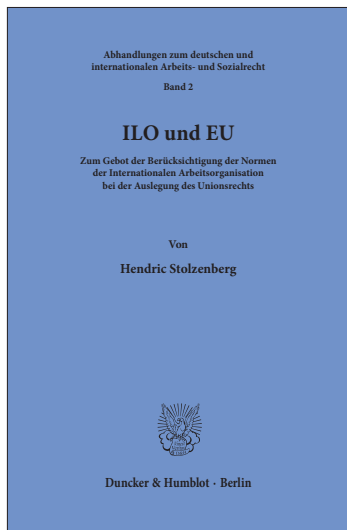 Abhandlungen zum deutschen und
internationalen Arbeits- und Sozialrecht
Band 2
ILO und EU
Zum Gebot der Berücksichtigung der Normen
der Internationalen Arbeitsorganisation
bei der Auslegung des Unionsrechts
Von
Hendric Stolzenberg
Duncker & Humblot · Berlin